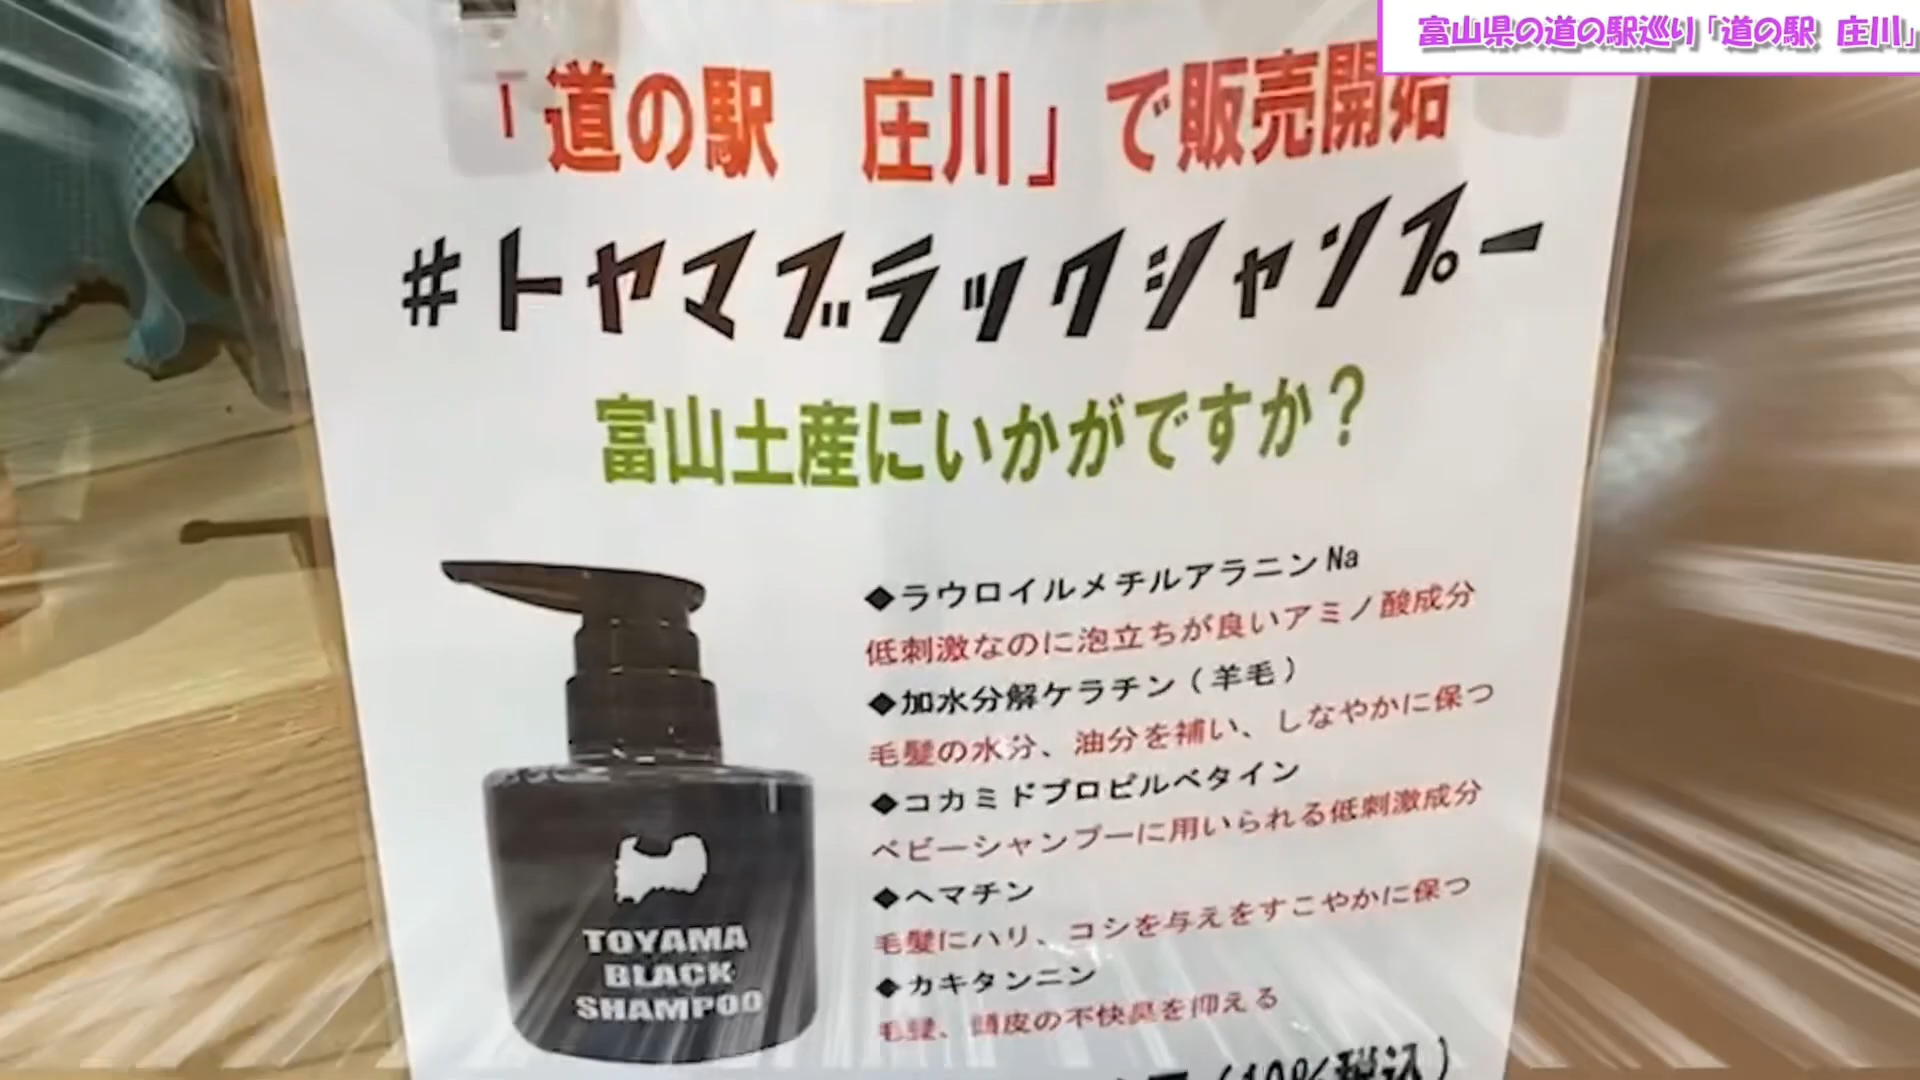 富山県の道の駅巡り「道の駅　庄川」
「道の駅　庄川」で販売開始
#トヤマブラックシャンプー
富山土産にいかがですか？
◆ラウロイルメチルアラニンNa
低刺激なのに泡立ちが良いアミノ酸成分
◆加水分解ケラチン(羊毛)
毛髪の水分、油分を補い、しなやかに保つ
◆コカミドプロピルベタイン
ベビーシャンプーに用いられる低刺激成分
◆ヘマチン
毛髪にハリ、コシを与えをすこやかに保つ
◆カキタンニン
毛髪、頭皮の不快臭を抑える
TOYAMA
BLACK
SHAMPOO
(10%税込)